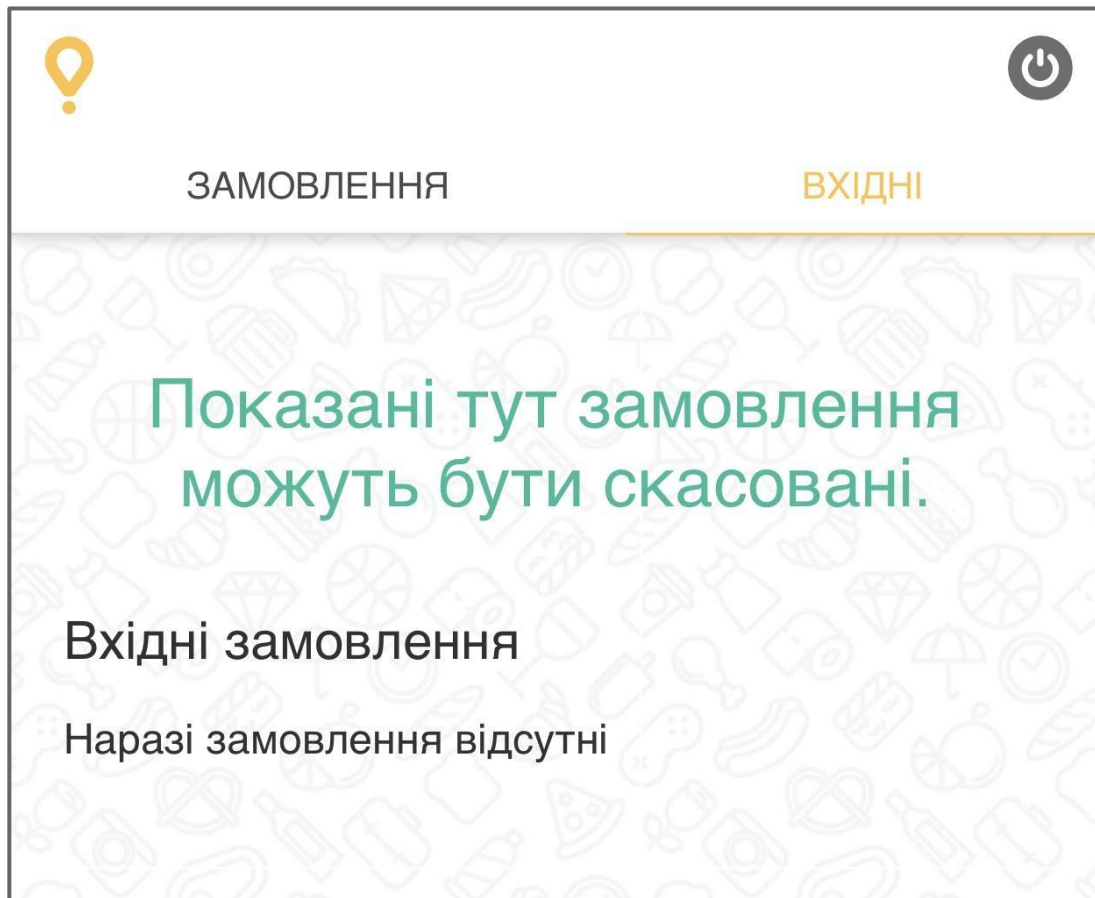 ЗАМОВЛЕННЯ
ВХІДНІ
Показані тут замовлення
можуть бути скасовані.
Вхідні замовлення
Наразі замовлення відсутні